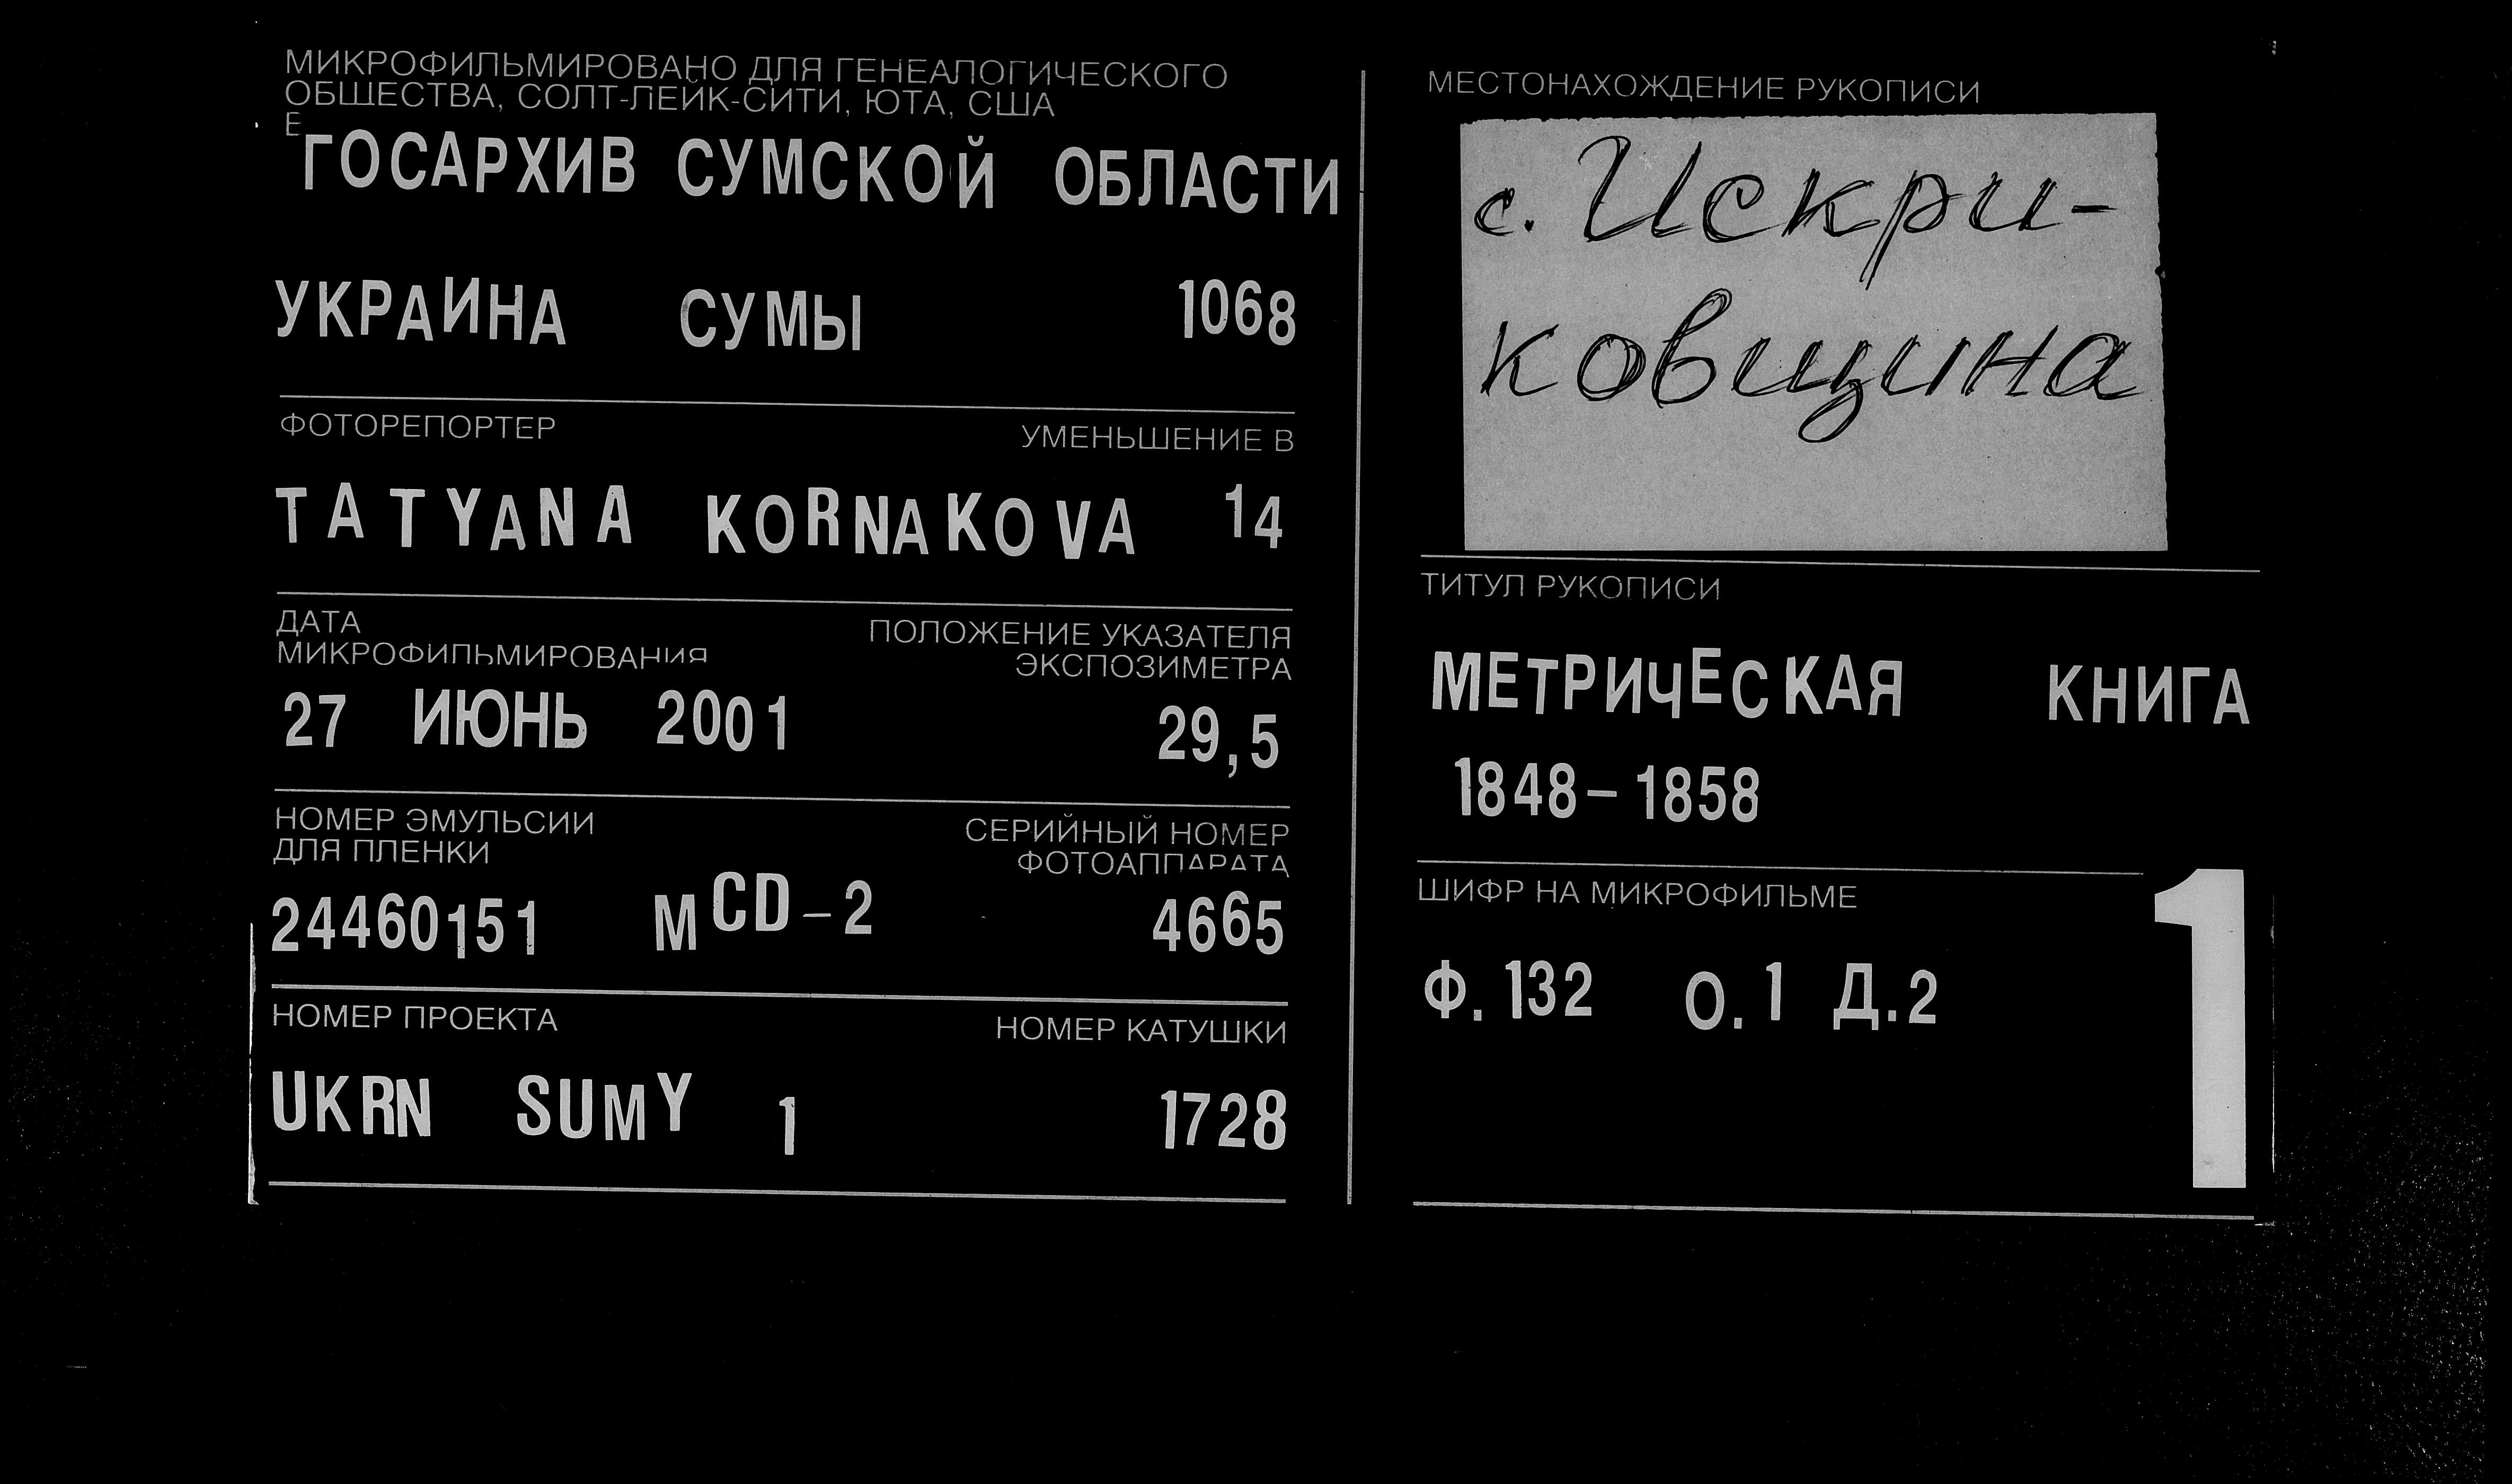 МИКРОФИЛЬМИРОВАНО ДЛЯ ГЕНЕАЛОГИЧЕСКОГО
ОБЩЕСТВА, СОЛТ-ЛЕЙК-СИТИ, ЮТА, США
Е
ГОСАРХИВ СУМСКОЙ ОБЛАСТИ
УКРАИНА СУМЫ 1068
ФОТОРЕПОРТЕР УМЕНЬШЕНИЕ В
TATYANA KORNAKOVA 14
ДАТА ПОЛОЖЕНИЕ УКАЗАТЕЛЯ
МИКРОФИЛЬМИРОВАНИЯ ЭКСПОЗИМЕТРА
27 ИЮНЬ 2001 29,5
НОМЕР ЭМУЛЬСИИ СЕРИЙНЫЙ НОМЕР
ДЛЯ ПЛЕНКИ ФОТОАППАРАТА
24460151 MCD-2 4665
НОМЕР ПРОЕКТА НОМЕР КАТУШКИ
UKRN SUMY 1 1728
МЕСТОНАХОЖДЕНИЕ РУКОПИСИ
с. Искри-
ковщина
ТИТУЛ РУКОПИСИ
МЕТРИЧЕСКАЯ КНИГА
1848-1858
ШИФР НА МИКРОФИЛЬМЕ
Ф. 132 О. 1 Д. 2
1